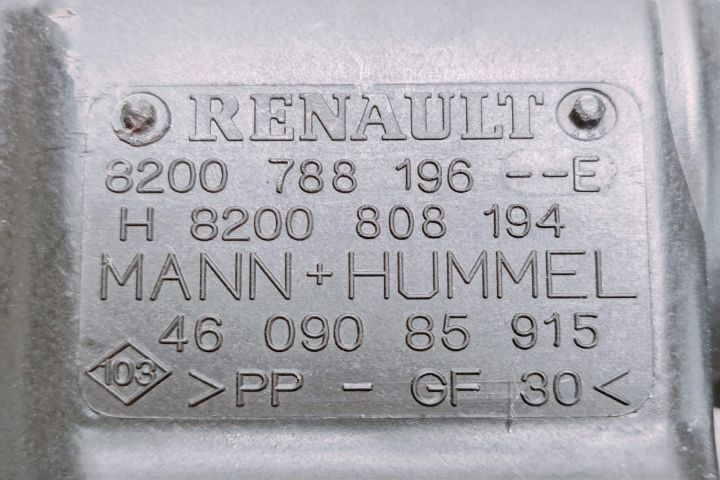 RENAULT
8200 788 196 --E
H 8200 808 194
MANN+HUMMEL
46 090 85 915
103 >PP - GF 30<